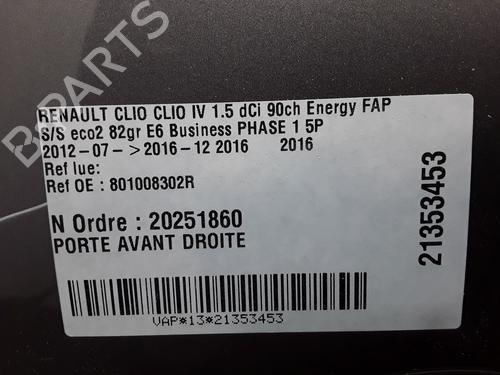 RENAULT CLIO CLIO IV 1.5 dCi 90ch Energy FAP
S/S eco2 82gr E6 Business PHASE 1 5P
2012-07- >2016-12 2016 2016
Ref lue:
Ref OE : 801008302R
N Ordre : 20251860
PORTE AVANT DROITE
VAP*13*21353453
21353453
B-PARTS